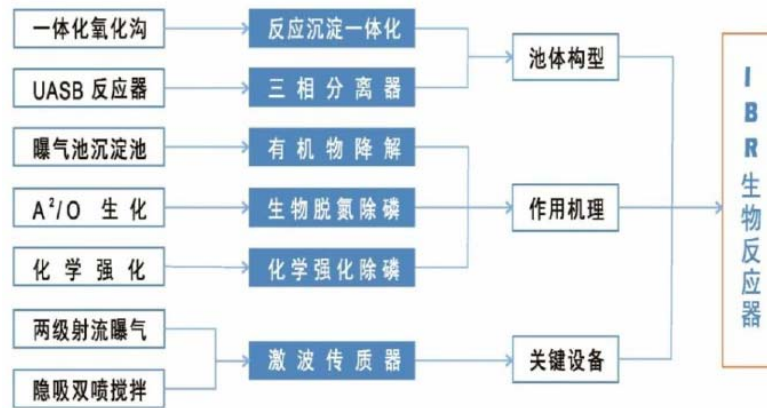 一体化氧化沟
反应沉淀一体化
池体构型
UASB 反应器
三相分离器
曝气池沉淀池
有机物降解
A²/O 生化
生物脱氮除磷
作用机理
化学强化
化学强化除磷
两级射流曝气
激波传质器
关键设备
隐吸双喷搅拌
IBR生物反应器